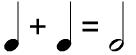 ♩ + ♩ = 𝅗𝅥